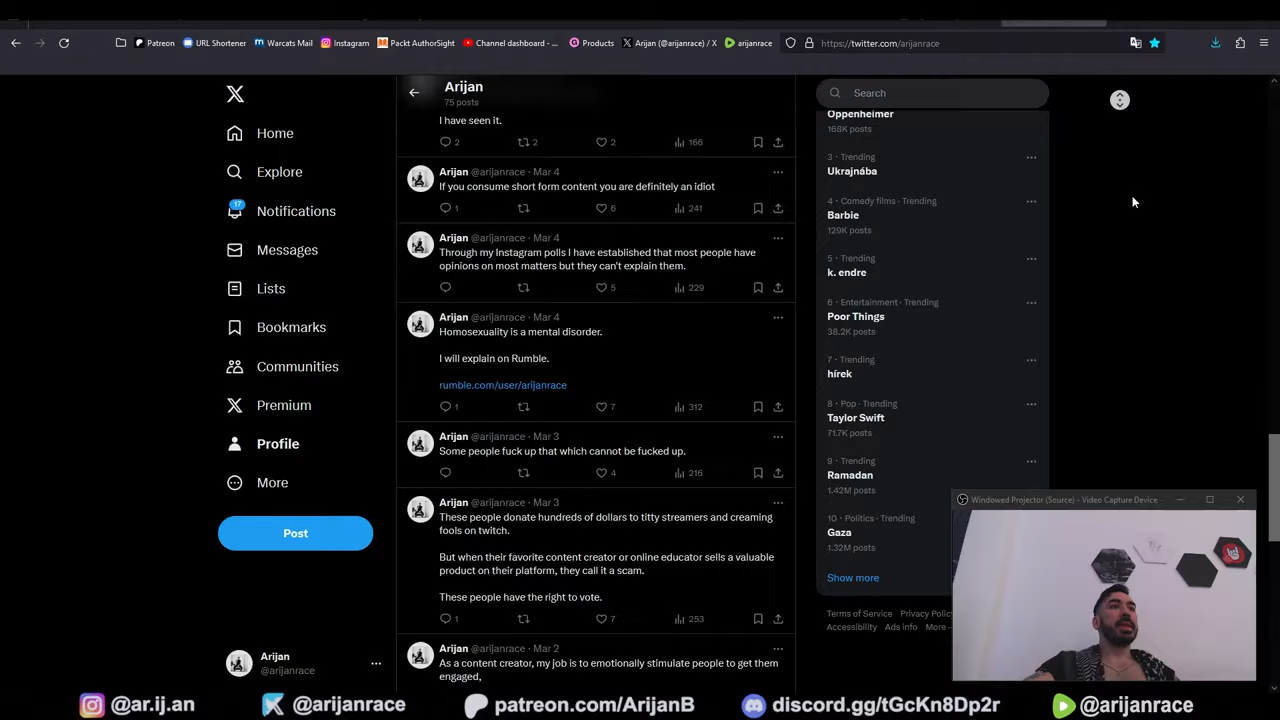 Patreon
URL Shortener
Warcats Mail
Instagram
Packt AuthorSight
Channel dashboard - ...
Products
Arijan (@arijanrace) / X
arijanrace
https://twitter.com/arijanrace
Home
Explore
17
Notifications
Messages
Lists
Bookmarks
Communities
Premium
Profile
More
Post
Arijan
@arijanrace
Arijan
75 posts
I have seen it.
2 2 2 166
Arijan @arijanrace · Mar 4
If you consume short form content you are definitely an idiot
1 6 241
Arijan @arijanrace · Mar 4
Through my Instagram polls I have established that most people have
opinions on most matters but they can't explain them.
5 229
Arijan @arijanrace · Mar 4
Homosexuality is a mental disorder.
I will explain on Rumble.
rumble.com/user/arijanrace
1 7 312
Arijan @arijanrace · Mar 3
Some people fuck up that which cannot be fucked up.
4 216
Arijan @arijanrace · Mar 3
These people donate hundreds of dollars to titty streamers and creaming
fools on twitch.
But when their favorite content creator or online educator sells a valuable
product on their platform, they call it a scam.
These people have the right to vote.
1 7 253
Arijan @arijanrace · Mar 2
As a content creator, my job is to emotionally stimulate people to get them
engaged,
Search
Oppenheimer
168K posts
3 · Trending
Ukrajnába
4 · Comedy films · Trending
Barbie
129K posts
5 · Trending
k. endre
6 · Entertainment · Trending
Poor Things
38.2K posts
7 · Trending
hírek
8 · Pop · Trending
Taylor Swift
71.7K posts
9 · Trending
Ramadan
1.42M posts
10 · Politics · Trending
Gaza
1.32M posts
Show more
Terms of Service Privacy Policy
Accessibility Ads info More
Windowed Projector (Source) - Video Capture Device
@ar.ij.an
@arijanrace
patreon.com/ArijanB
discord.gg/tGcKn8Dp2r
@arijanrace